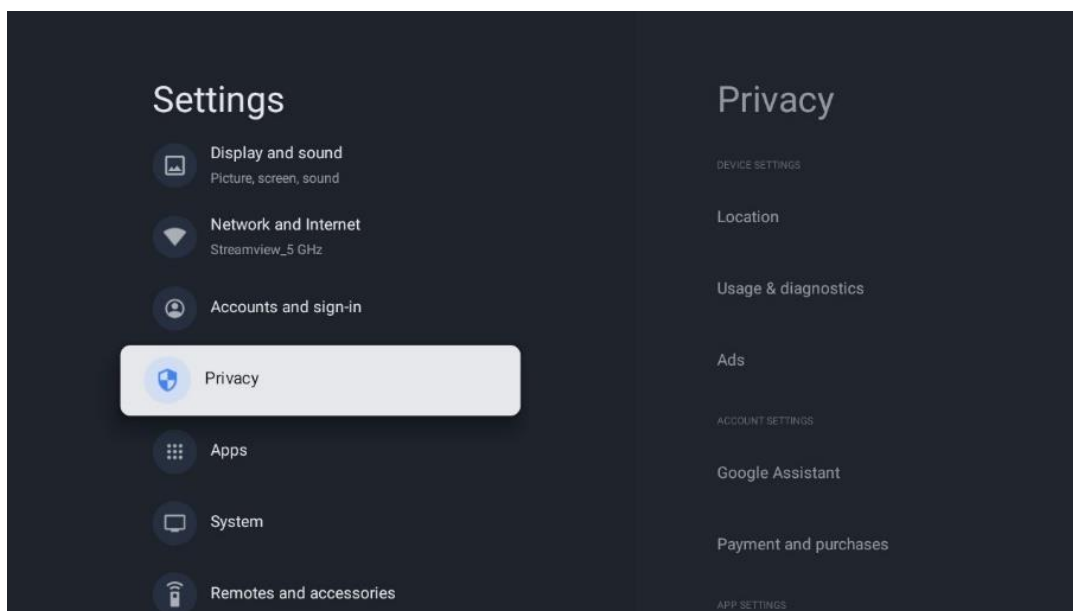 Settings
Display and sound
Picture, screen, sound
Network and Internet
Streamview_5 GHz
Accounts and sign-in
Privacy
Apps
System
Remotes and accessories
Privacy
DEVICE SETTINGS
Location
Usage & diagnostics
Ads
ACCOUNT SETTINGS
Google Assistant
Payment and purchases
APP SETTINGS